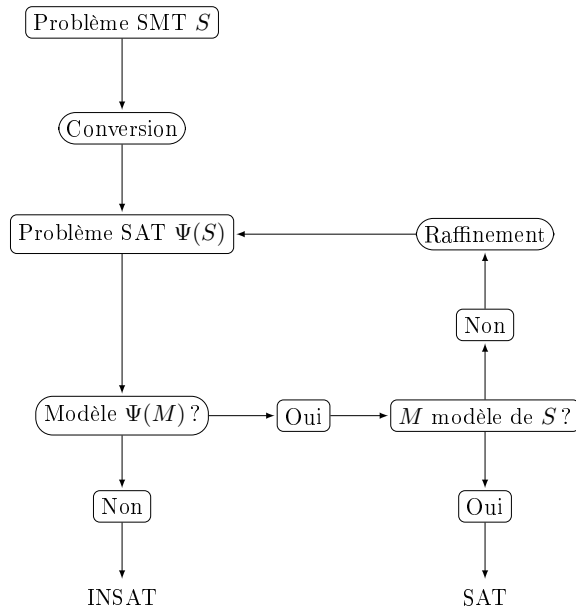 Problème SMT S
Conversion
Problème SAT Ψ(S)
Raffinement
Non
Modèle Ψ(M) ?
Oui
M modèle de S ?
Non
Oui
INSAT
SAT